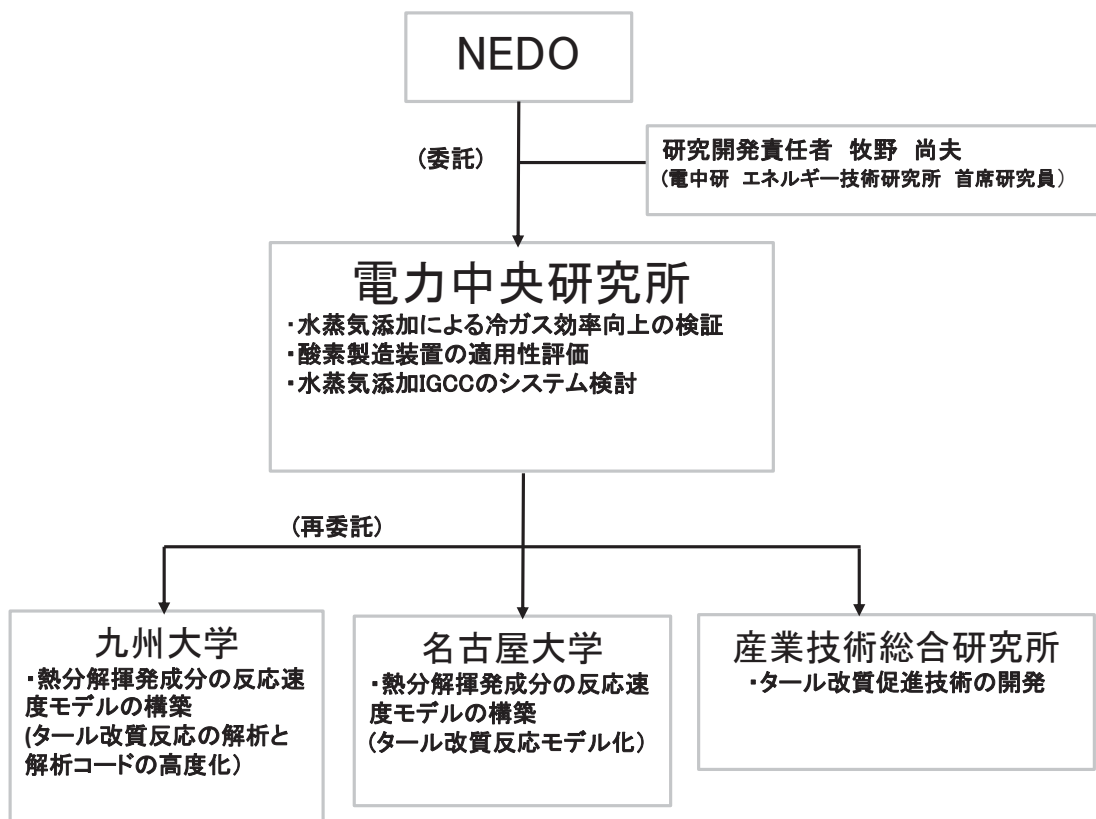 NEDO
(委託)
研究開発責任者 牧野 尚夫
(電中研 エネルギー技術研究所 首席研究員)
電力中央研究所
・水蒸気添加による冷ガス効率向上の検証
・酸素製造装置の適用性評価
・水蒸気添加IGCCのシステム検討
(再委託)
九州大学
・熱分解揮発成分の反応速
度モデルの構築
(タール改質反応の解析と
解析コードの高度化)
名古屋大学
・熱分解揮発成分の反応速
度モデルの構築
(タール改質反応モデル化)
産業技術総合研究所
・タール改質促進技術の開発